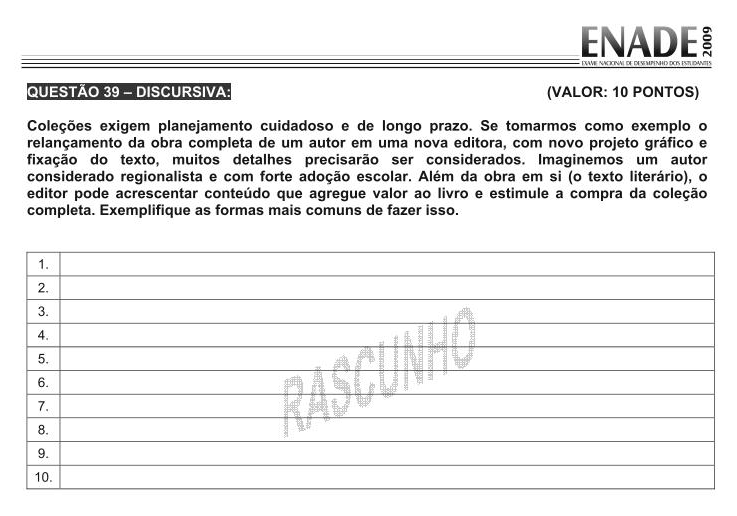 ENADE 2009
EXAME NACIONAL DE DESEMPENHO DOS ESTUDANTES
QUESTÃO 39 – DISCURSIVA: (VALOR: 10 PONTOS)
Coleções exigem planejamento cuidadoso e de longo prazo. Se tomarmos como exemplo o
relançamento da obra completa de um autor em uma nova editora, com novo projeto gráfico e
fixação do texto, muitos detalhes precisarão ser considerados. Imaginemos um autor
considerado regionalista e com forte adoção escolar. Além da obra em si (o texto literário), o
editor pode acrescentar conteúdo que agregue valor ao livro e estimule a compra da coleção
completa. Exemplifique as formas mais comuns de fazer isso.
1.
2.
3.
4.
5.
6.
7.
8.
9.
10.
RASCUNHO